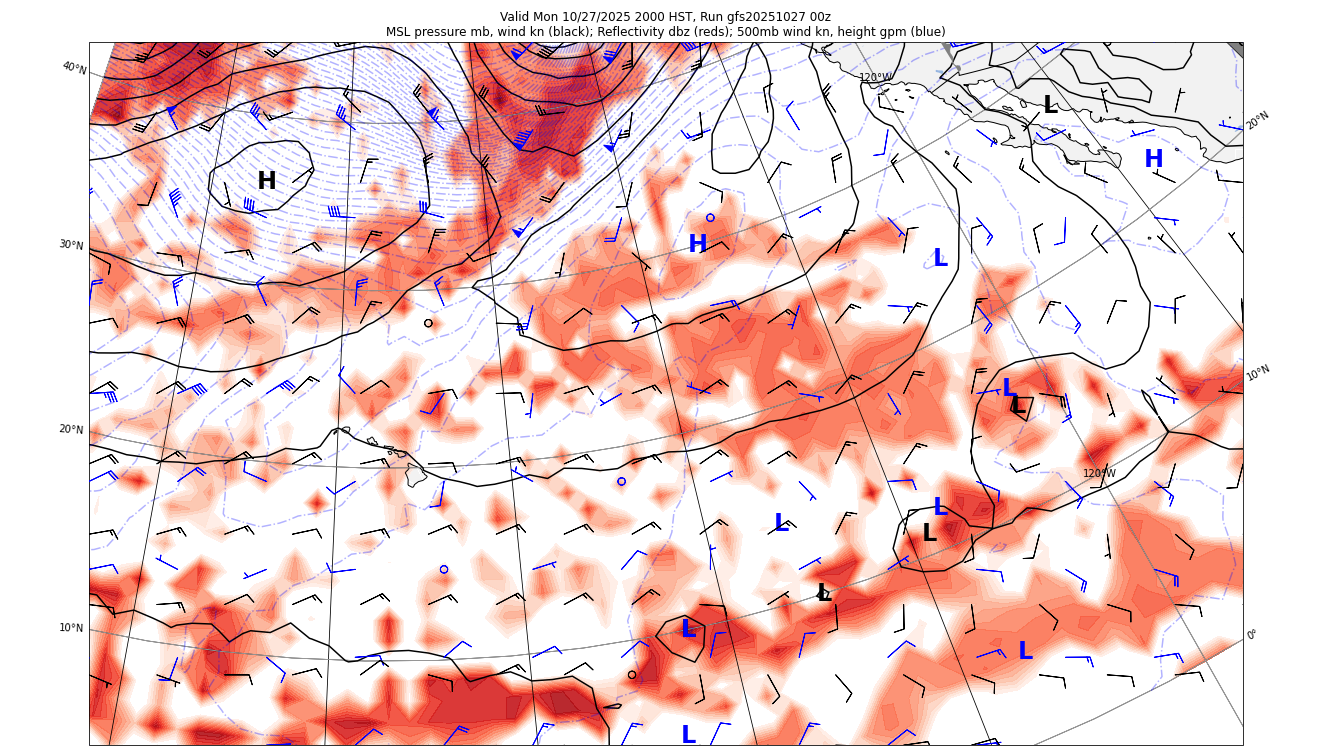 Valid Mon 10/27/2025 2000 HST, Run gfs20251027 00z
MSL pressure mb, wind kn (black); Reflectivity dbz (reds); 500mb wind kn, height gpm (blue)
40°N
120°W
L
20°N
H
H
30°N
H
L
10°N
L
L
20°N
120°W
L
L
L
L
10°N
L
0°
L
L